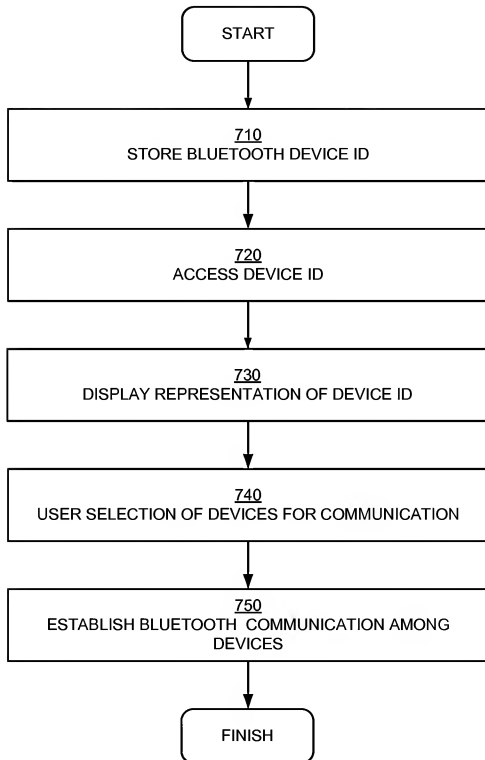 START
710
STORE BLUETOOTH DEVICE ID
720
ACCESS DEVICE ID
730
DISPLAY REPRESENTATION OF DEVICE ID
740
USER SELECTION OF DEVICES FOR COMMUNICATION
750
ESTABLISH BLUETOOTH COMMUNICATION AMONG
DEVICES
FINISH